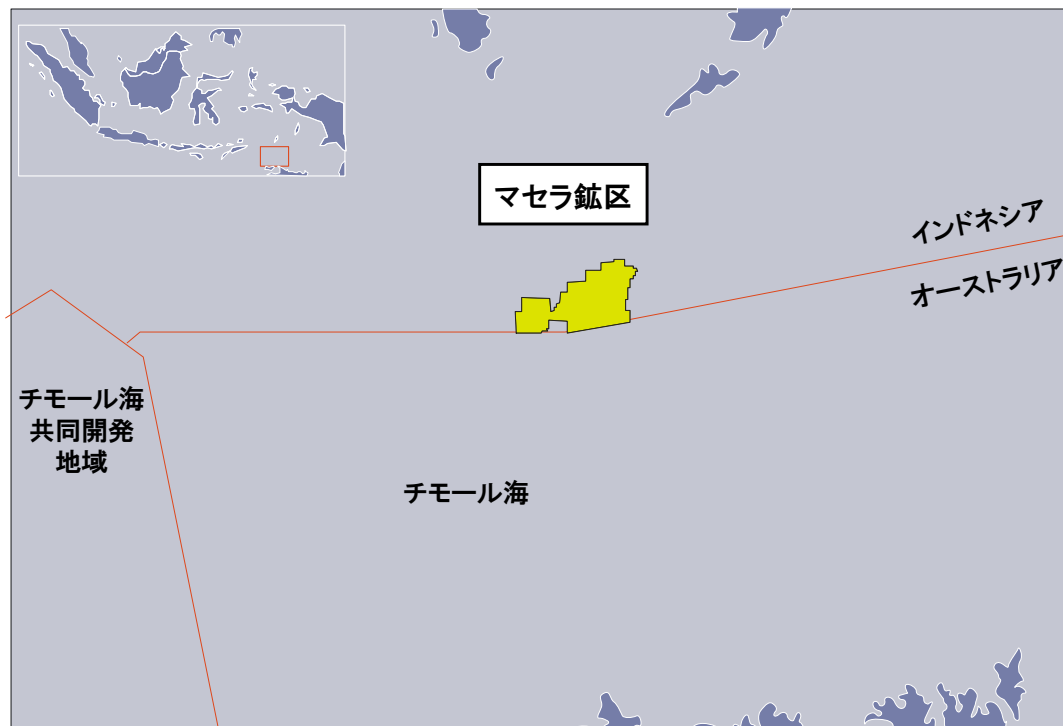 マセラ鉱区
インドネシア
オーストラリア
チモール海
共同開発
地域
チモール海